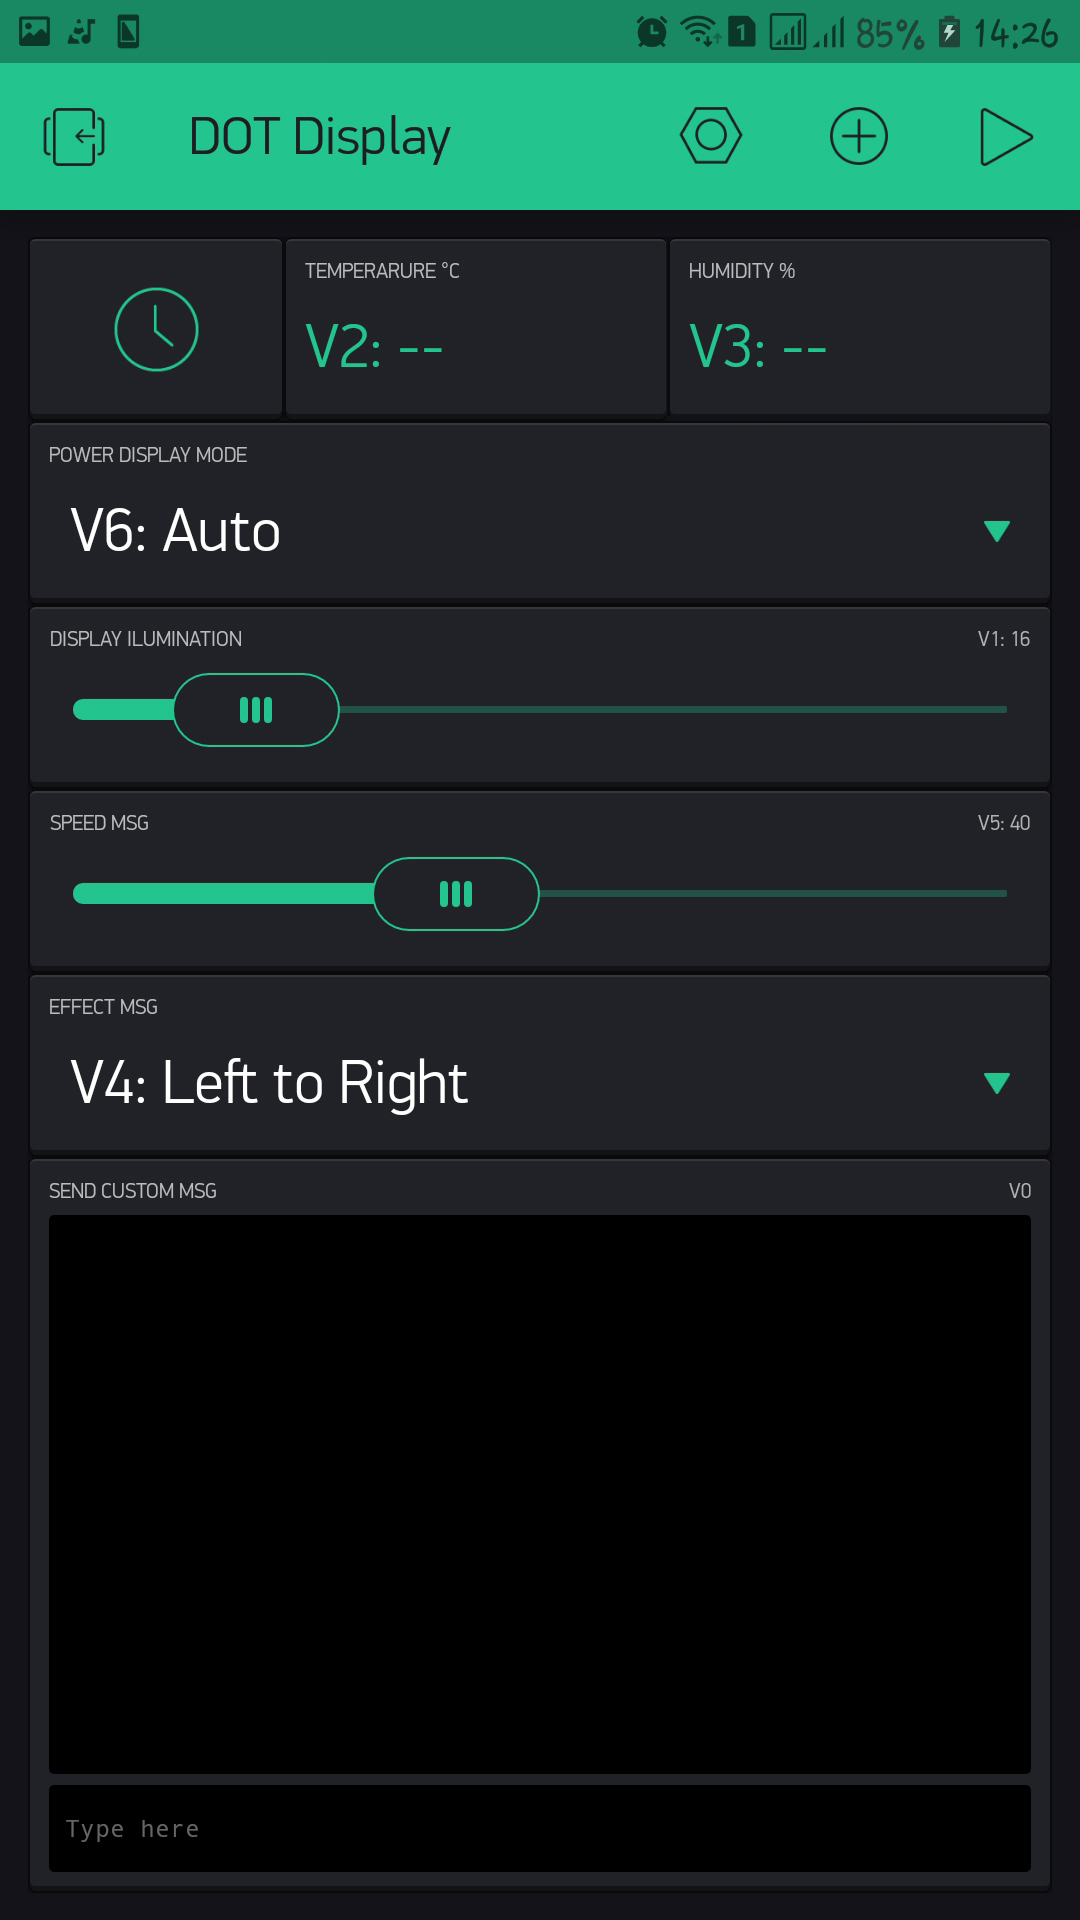 1 85% 14:26
DOT Display
TEMPERARURE °C
V2: --
HUMIDITY %
V3: --
POWER DISPLAY MODE
V6: Auto
DISPLAY ILUMINATION V1: 16
SPEED MSG V5: 40
EFFECT MSG
V4: Left to Right
SEND CUSTOM MSG V0
Type here